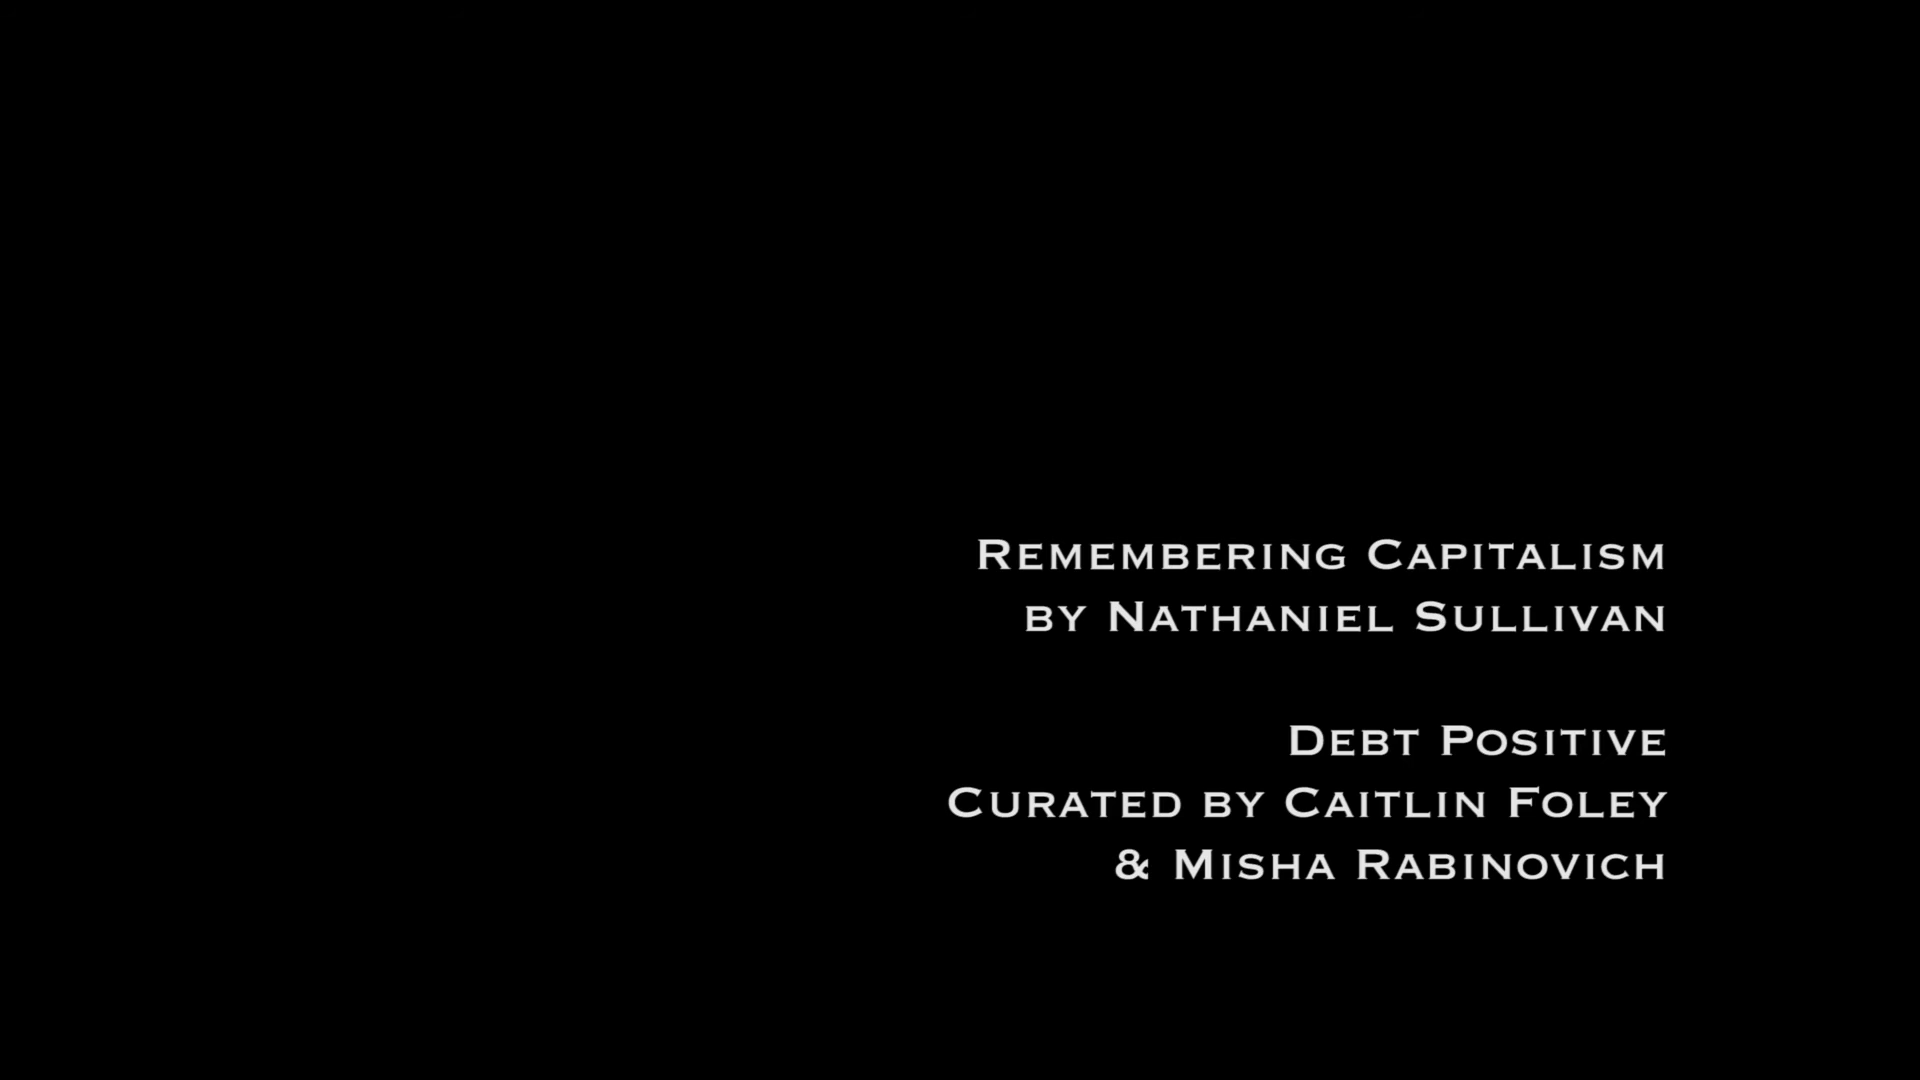 Remembering Capitalism
by Nathaniel Sullivan
Debt Positive
Curated by Caitlin Foley
& Misha Rabinovich